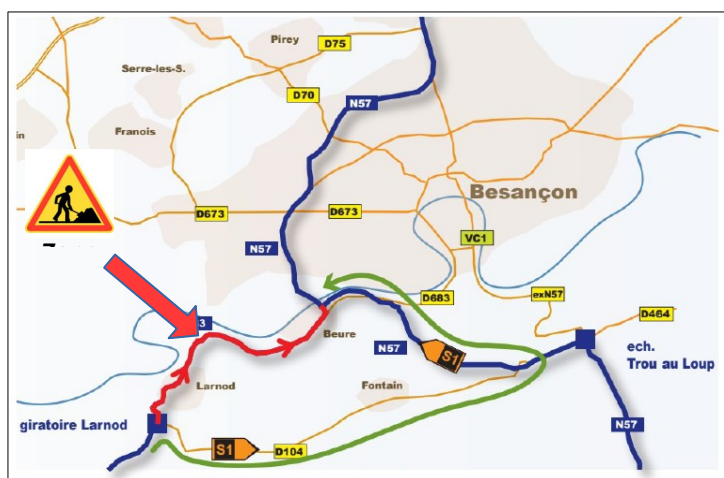 Pirey
D75
Serre-les-S.
D70
N57
Franois
Besançon
D673
D673
VC1
N57
D683
exN57
D464
3
Beure
N57
S1
ech.
Trou au Loup
Larnod
Fontain
giratoire Larnod
S1
D104
N57